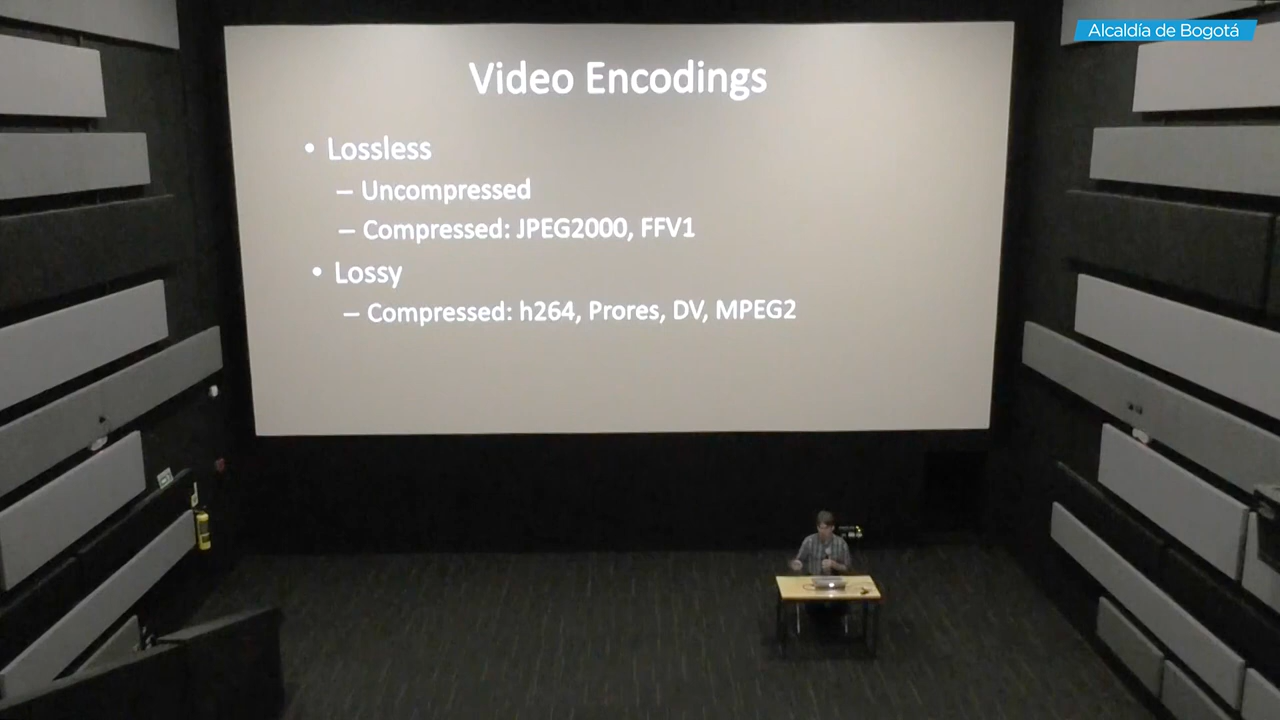 Alcaldía de Bogotá
Video Encodings
• Lossless
– Uncompressed
– Compressed: JPEG2000, FFV1
• Lossy
– Compressed: h264, Prores, DV, MPEG2